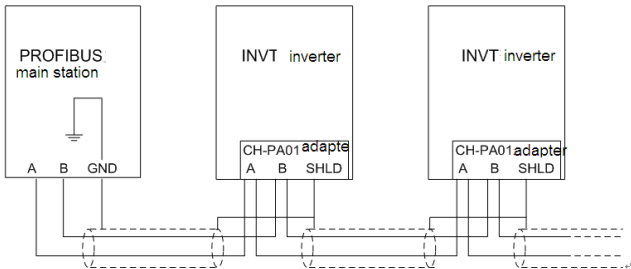 PROFIBUS
main station
A B GND
INVT inverter
CH-PA01 adapte
A B SHLD
INVT inverter
CH-PA01 adapter
A B SHLD